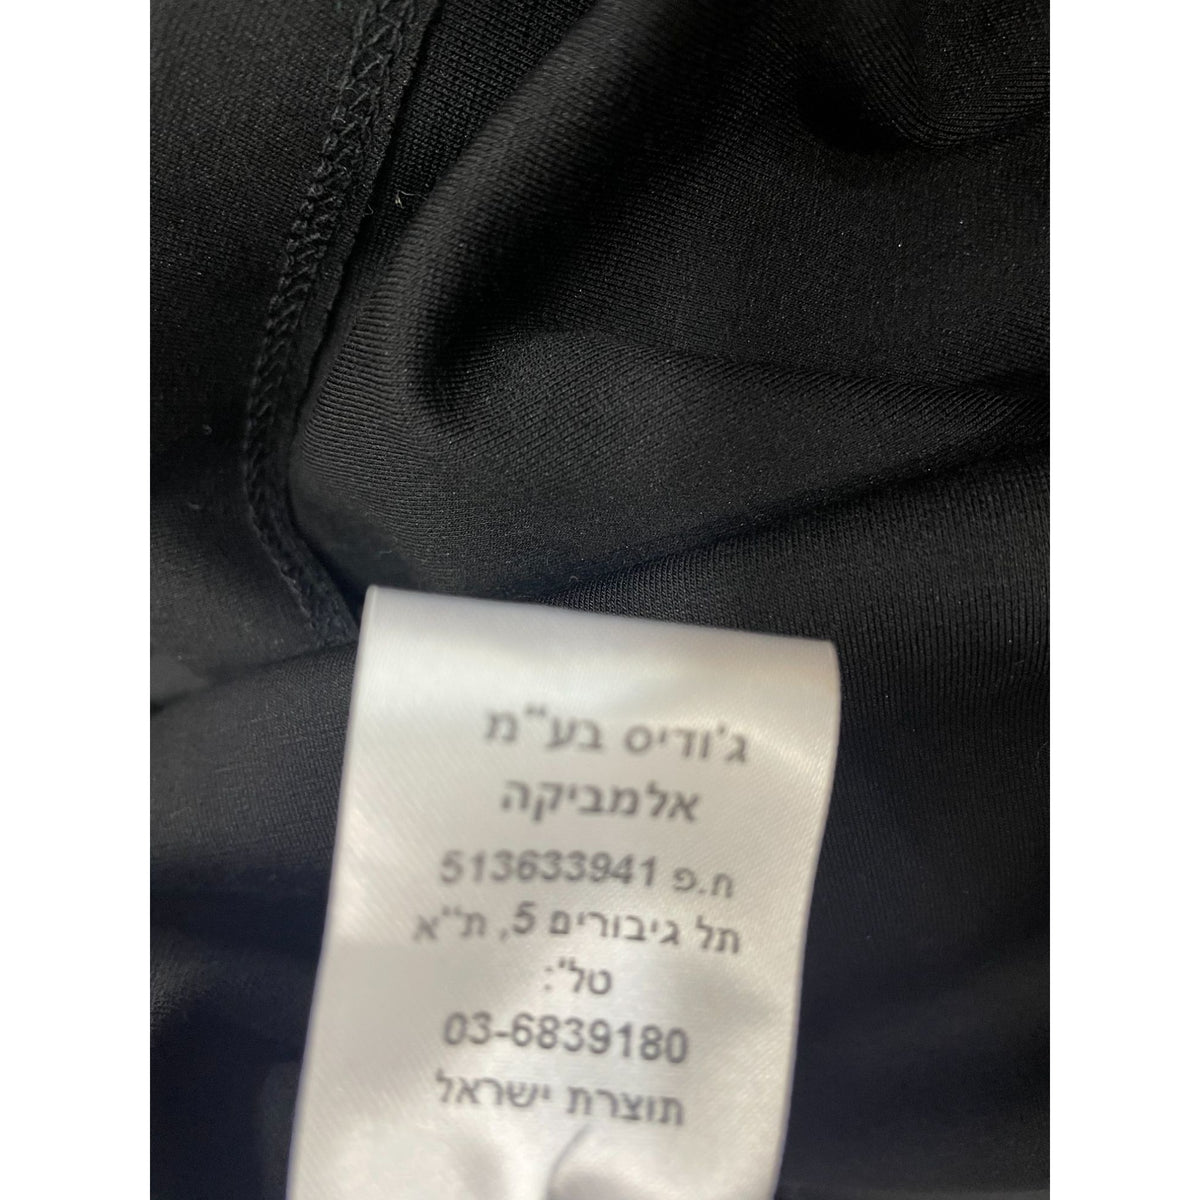 ג'ודיס בע"מ
אלמביקה
ח.פ 513633941
תל גיבורים 5, ת"א
טל':
03-6839180
תוצרת ישראל